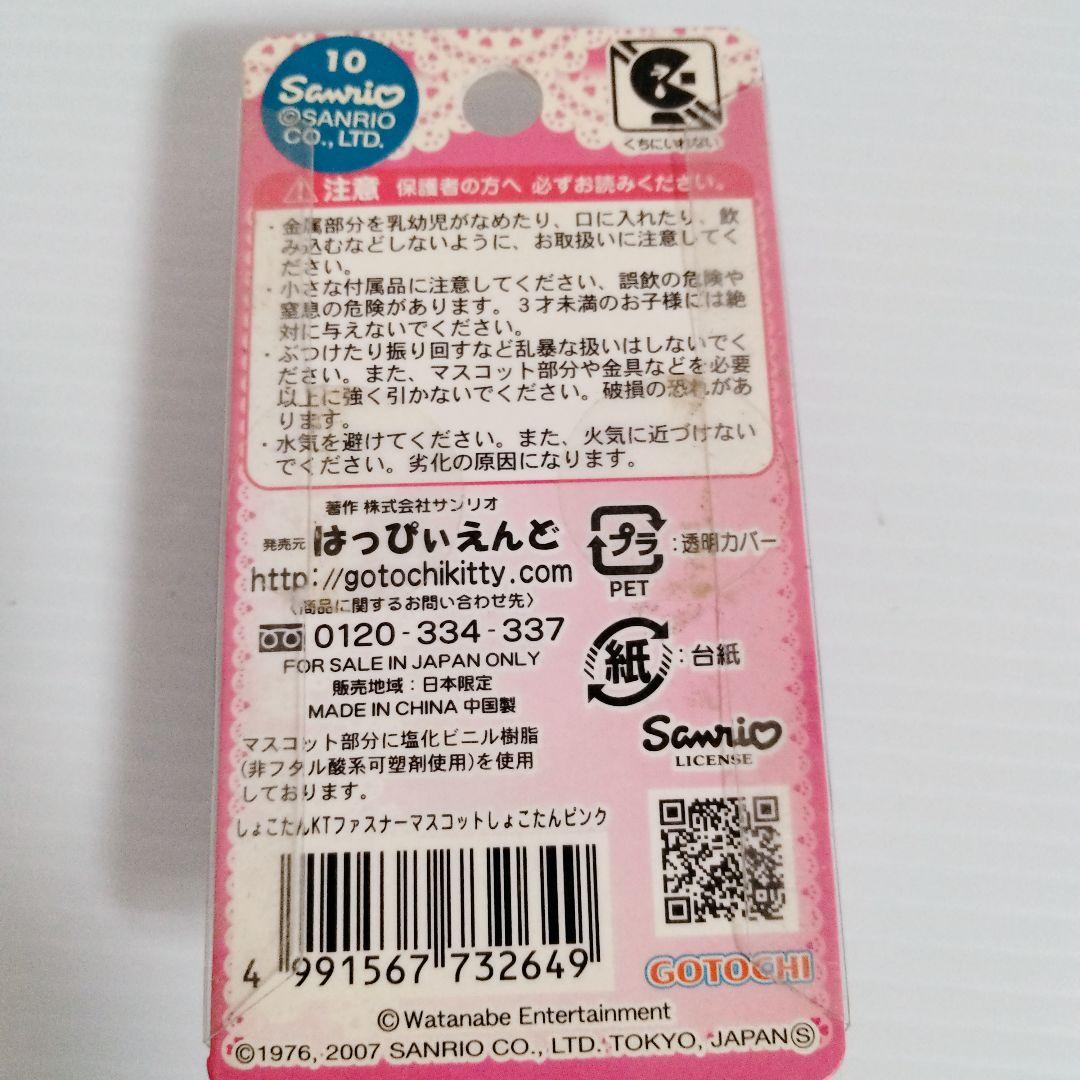 10
Sanrio
©SANRIO
CO., LTD.
くちにいれない
注意 保護者の方へ 必ずお読みください。
・金属部分を乳幼児がなめたり、口に入れたり、飲
み込むなどしないように、お取扱いに注意してく
ださい。
・小さな付属品に注意してください、誤飲の危険や
窒息の危険があります。３才未満のお子様には絶
対に与えないでください。
・ぶつけたり振り回すなど乱暴な扱いはしないでく
ださい。また、マスコット部分や金具などを必要
以上に強く引かないでください。破損の恐れがあ
ります。
・水気を避けてください。また、火気に近づけない
でください。劣化の原因になります。
著作 株式会社サンリオ
発売元 はっぴぃえんど
http://gotochikitty.com
〈商品に関するお問い合わせ先〉
0120-334-337
FOR SALE IN JAPAN ONLY
販売地域：日本限定
MADE IN CHINA 中国製
プラ :透明カバー
PET
紙 :台紙
Sanrio
LICENSE
マスコット部分に塩化ビニル樹脂
(非フタル酸系可塑剤使用)を使用
しております。
しょこたんKTファスナーマスコットしょこたんピンク
4 991567 732649
GOTOCHI
© Watanabe Entertainment
©1976, 2007 SANRIO CO., LTD. TOKYO, JAPAN Ⓢ